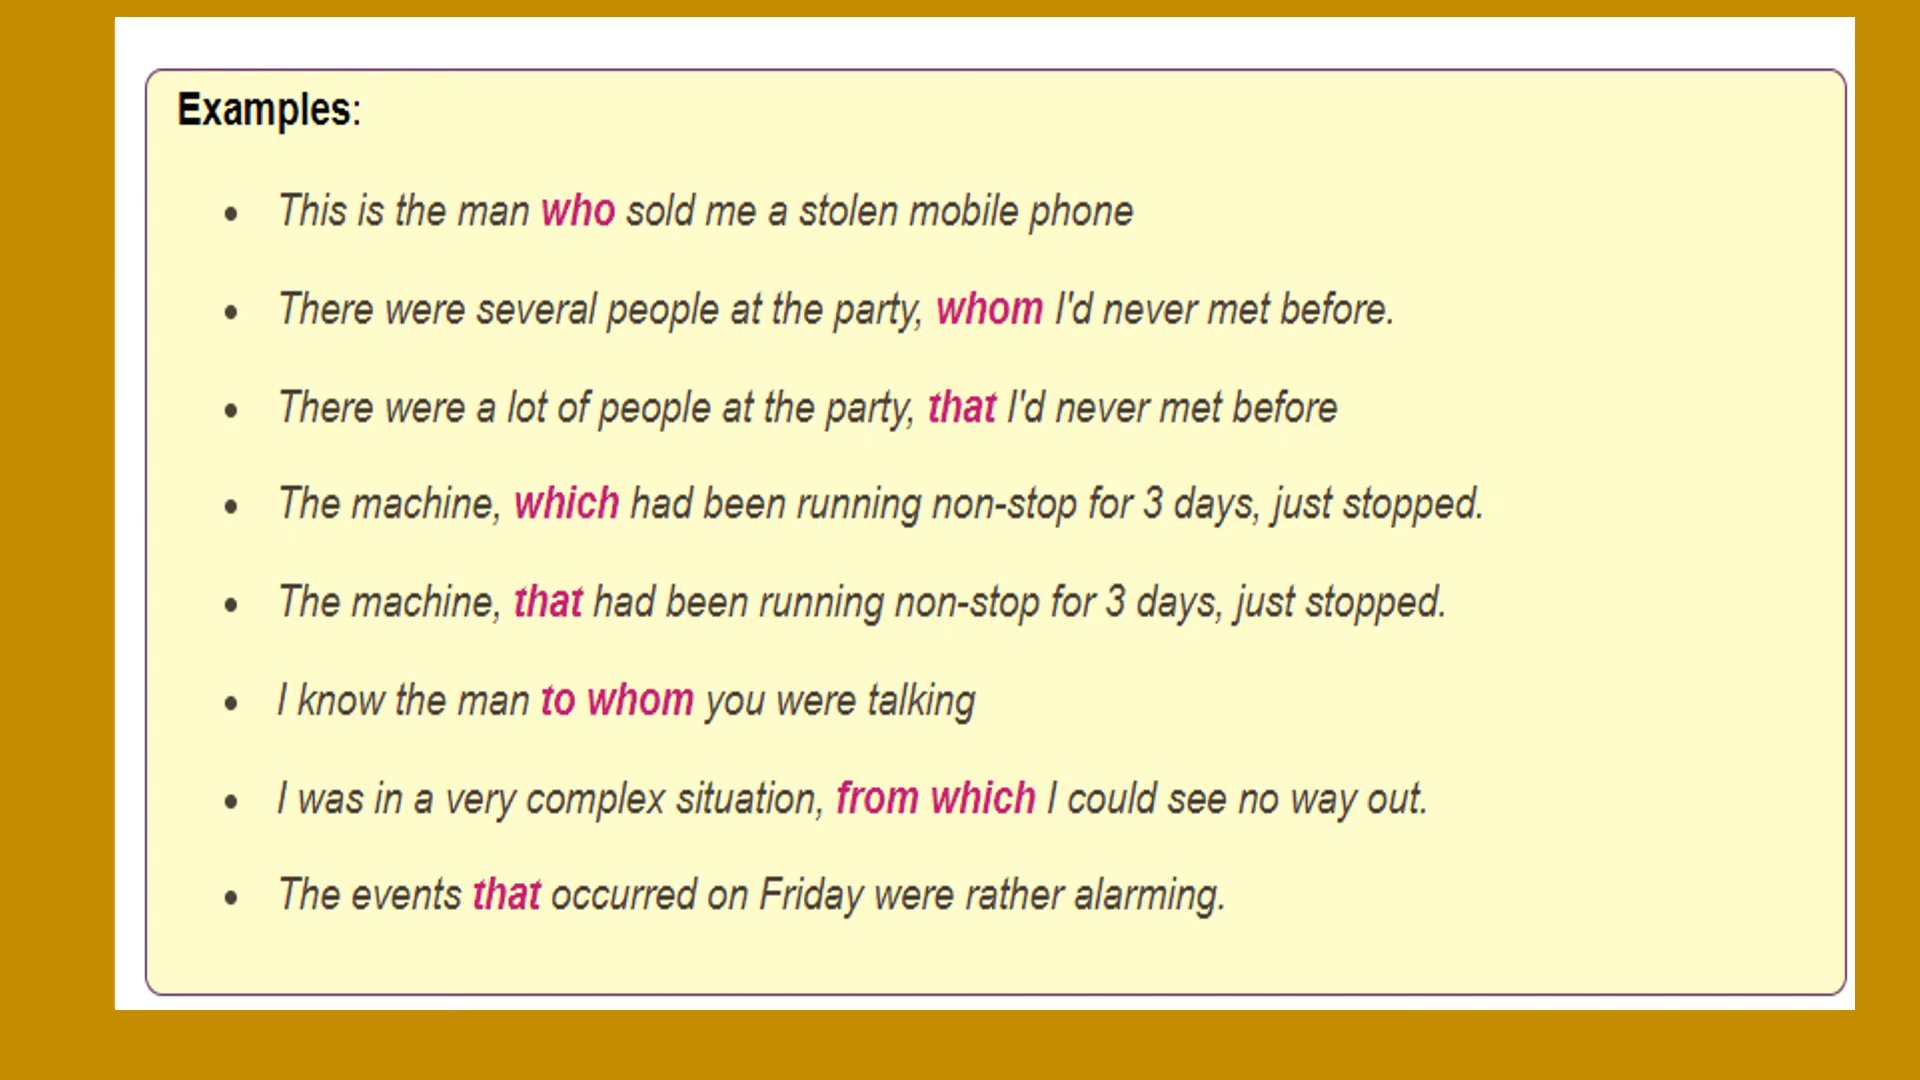 Examples:
• This is the man who sold me a stolen mobile phone
• There were several people at the party, whom I'd never met before.
• There were a lot of people at the party, that I'd never met before
• The machine, which had been running non-stop for 3 days, just stopped.
• The machine, that had been running non-stop for 3 days, just stopped.
• I know the man to whom you were talking
• I was in a very complex situation, from which I could see no way out.
• The events that occurred on Friday were rather alarming.